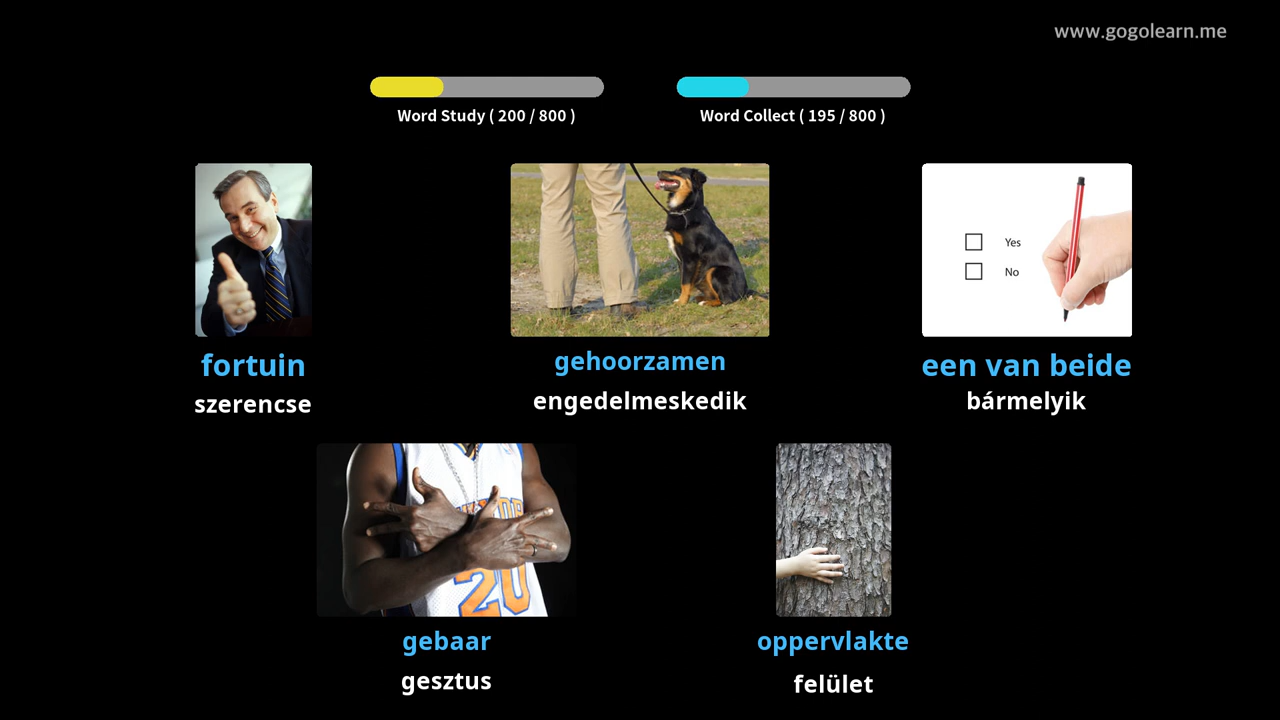 www.gogolearn.me
Word Study ( 200 / 800 )
Word Collect ( 195 / 800 )
Yes
No
fortuin
szerencse
gehoorzamen
engedelmeskedik
een van beide
bármelyik
20
gebaar
gesztus
oppervlakte
felület